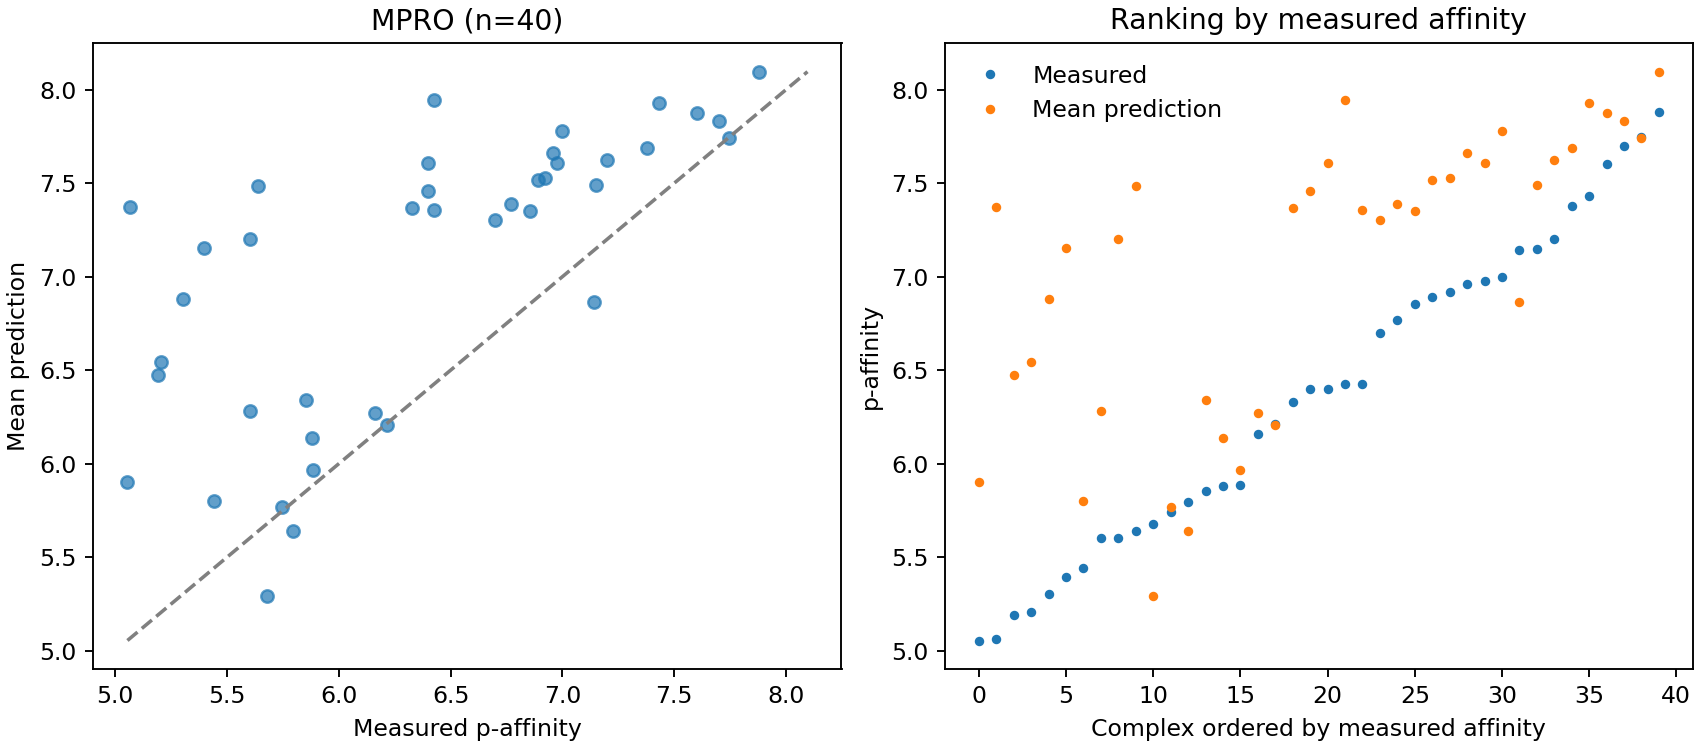 MPRO (n=40)
8.0
7.5
7.0
6.5
6.0
5.5
5.0
Mean prediction
5.0 5.5 6.0 6.5 7.0 7.5 8.0
Measured p-affinity
Ranking by measured affinity
Measured
Mean prediction
8.0
7.5
7.0
6.5
6.0
5.5
5.0
p-affinity
0 5 10 15 20 25 30 35 40
Complex ordered by measured affinity